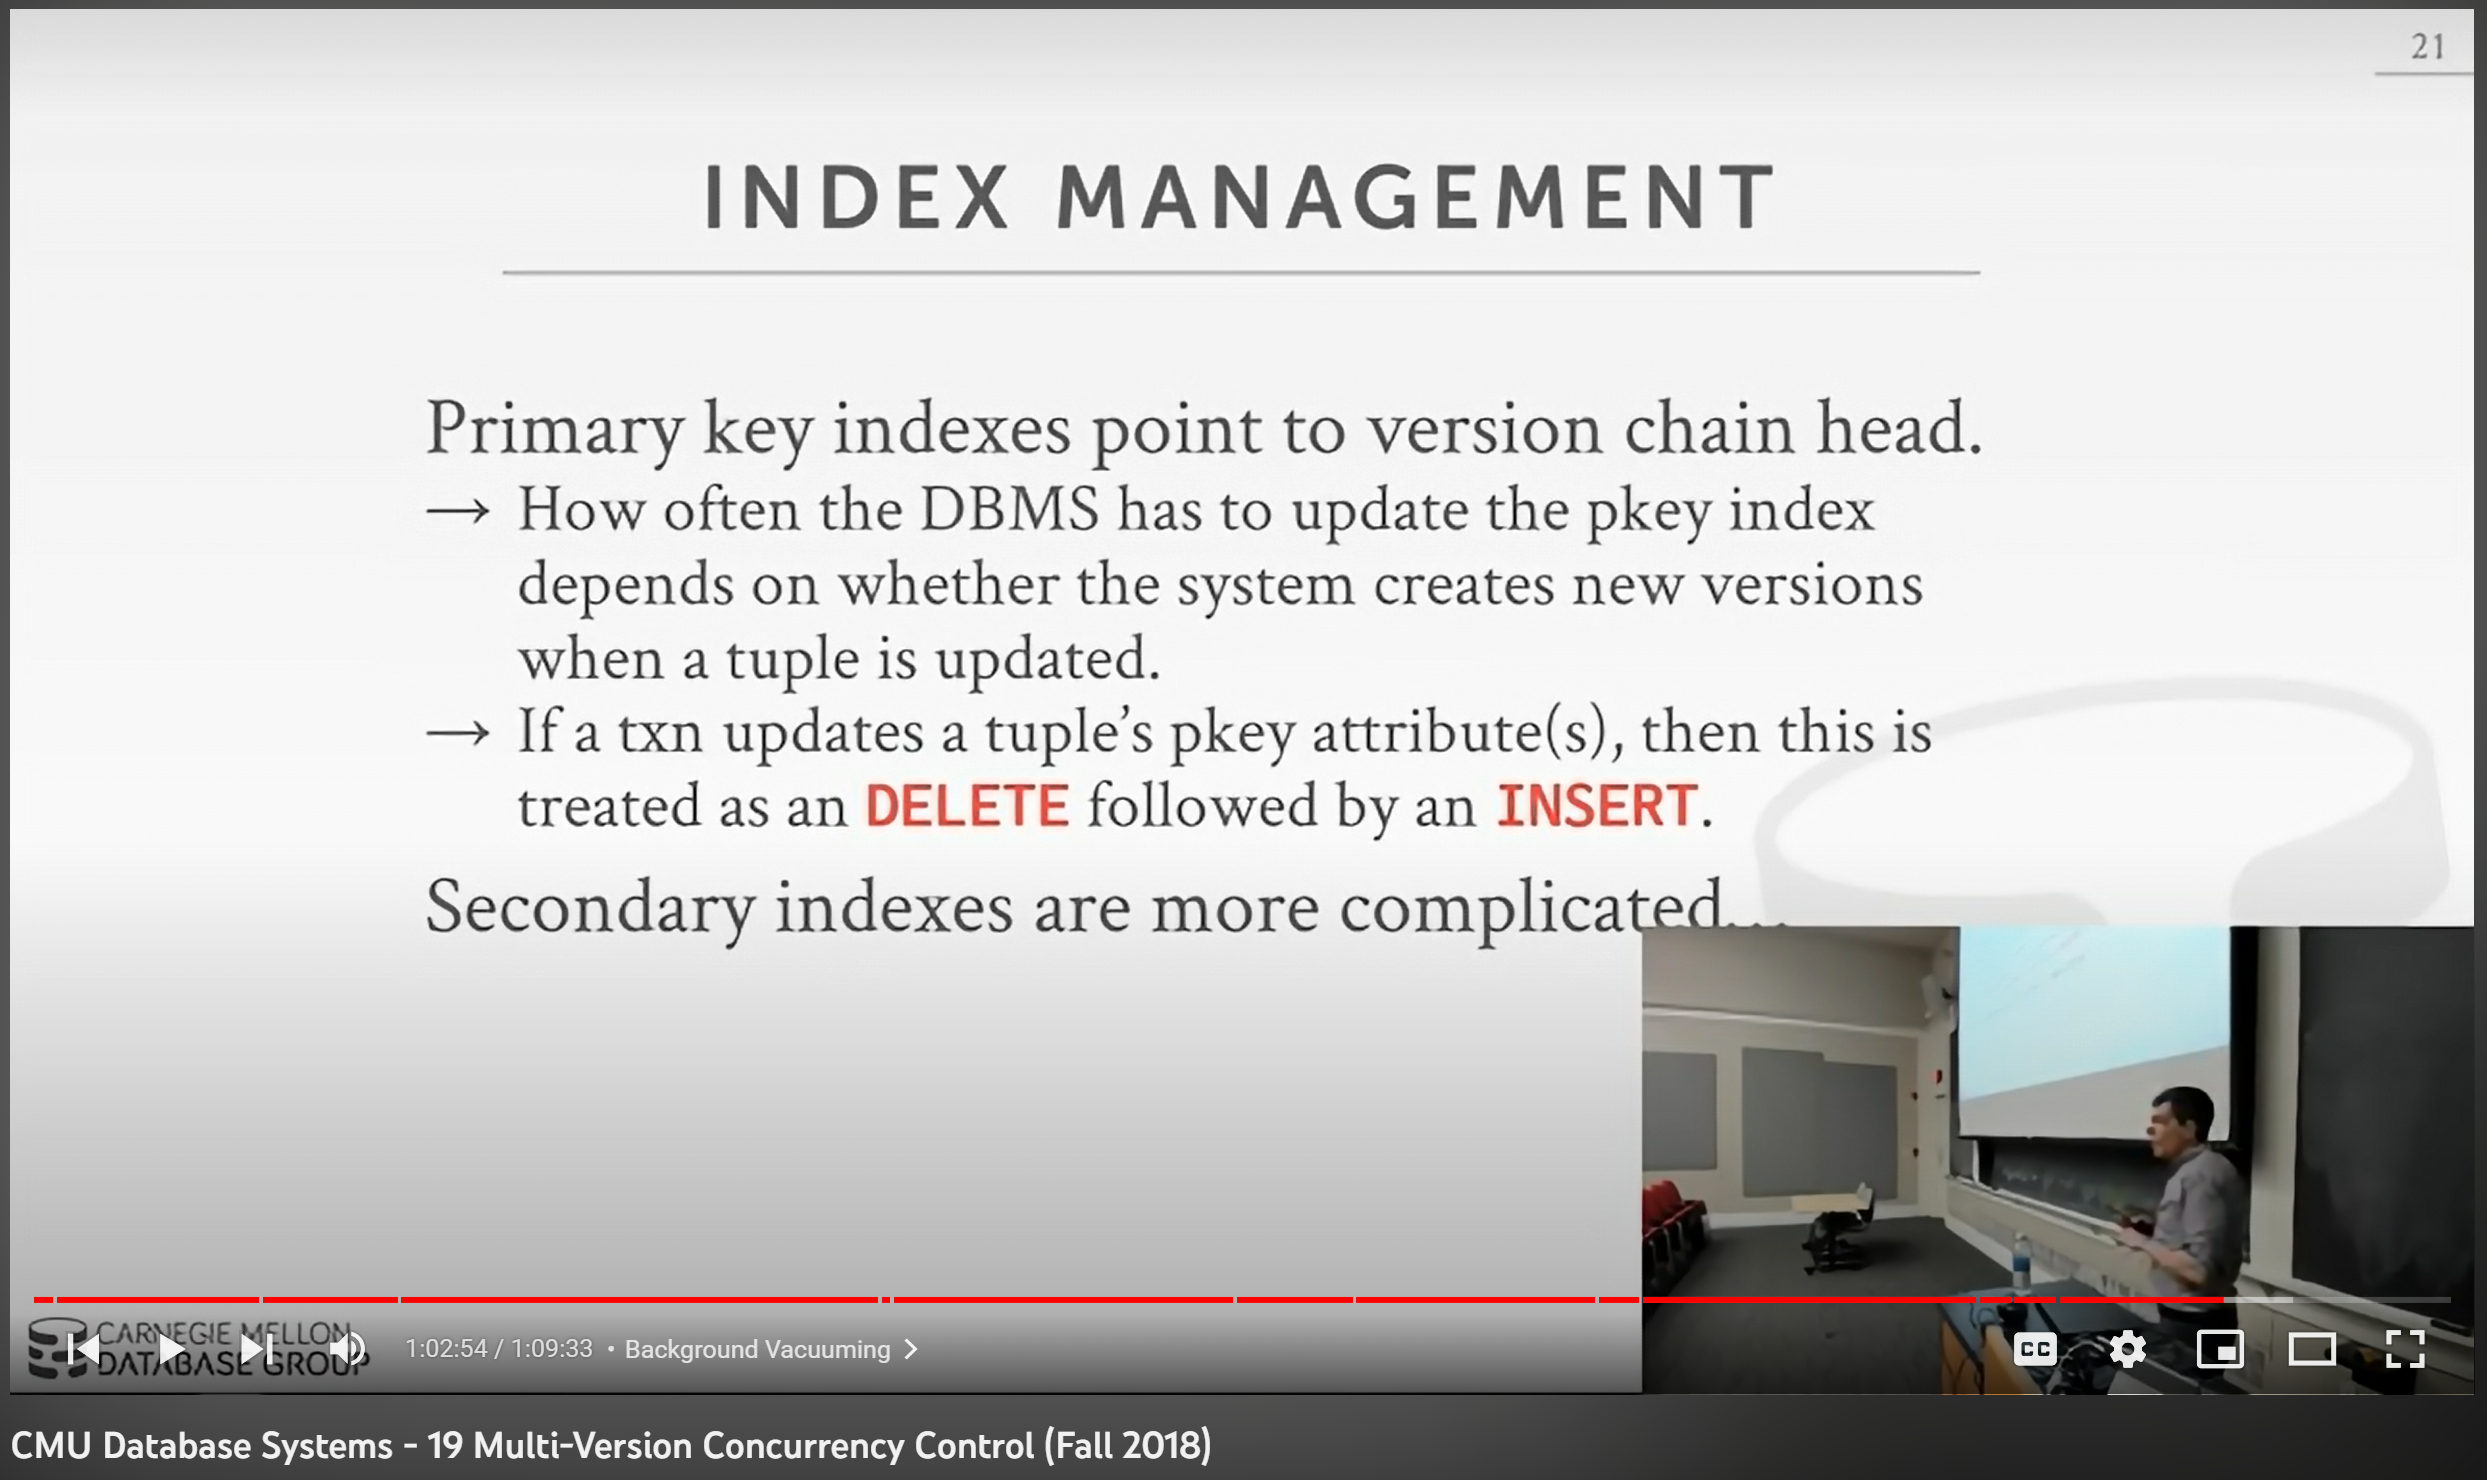 21
INDEX MANAGEMENT
Primary key indexes point to version chain head.
→ How often the DBMS has to update the pkey index
depends on whether the system creates new versions
when a tuple is updated.
→ If a txn updates a tuple's pkey attribute(s), then this is
treated as an DELETE followed by an INSERT.
Secondary indexes are more complicated...
CARNEGIE MELLON
DATABASE GROUP
1:02:54 / 1:09:33 • Background Vacuuming >
CC
CMU Database Systems - 19 Multi-Version Concurrency Control (Fall 2018)